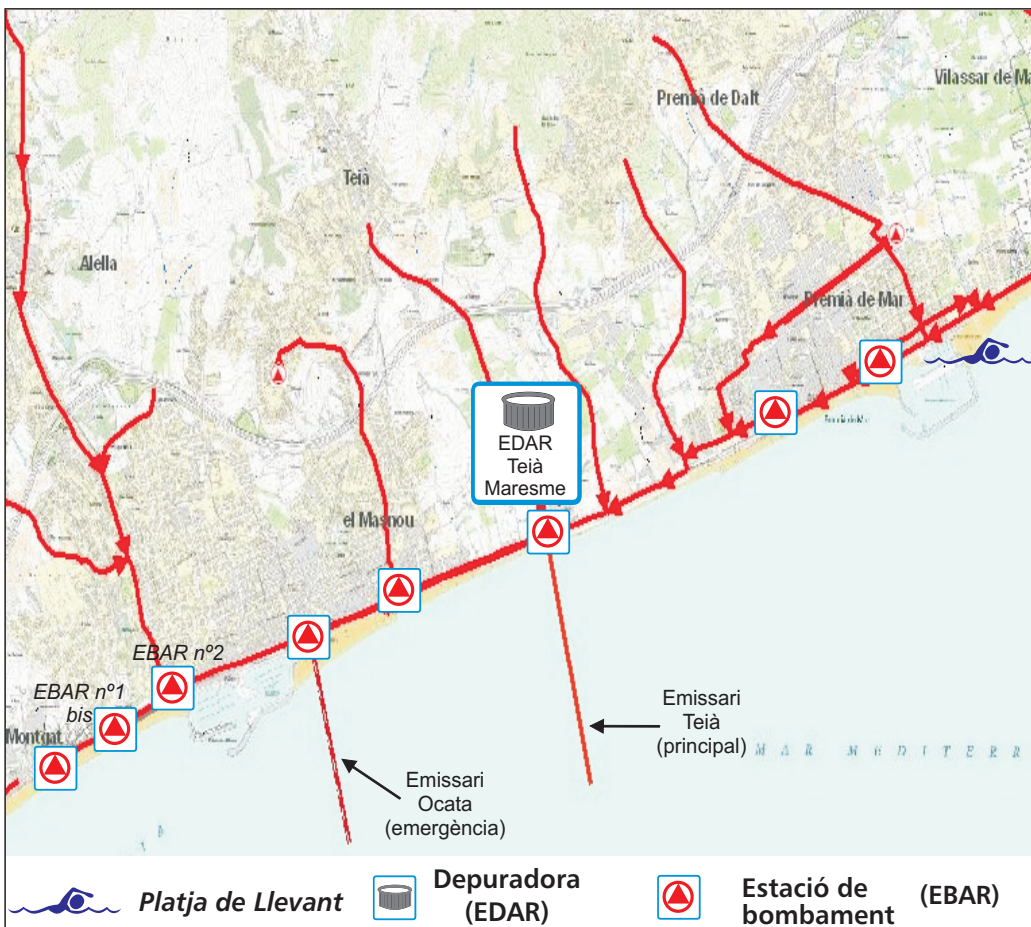 Premià de Dalt
Vilassar de Ma
Teià
Alella
Premià de Mar
EDAR
Teià
Maresme
el Masnou
EBAR nº2
EBAR nº1
bis
Montgat
Emissari
Teià
(principal)
MAR MEDITERR
Emissari
Ocata
(emergència)
Platja de Llevant
Depuradora
(EDAR)
Estació de
bombament
(EBAR)